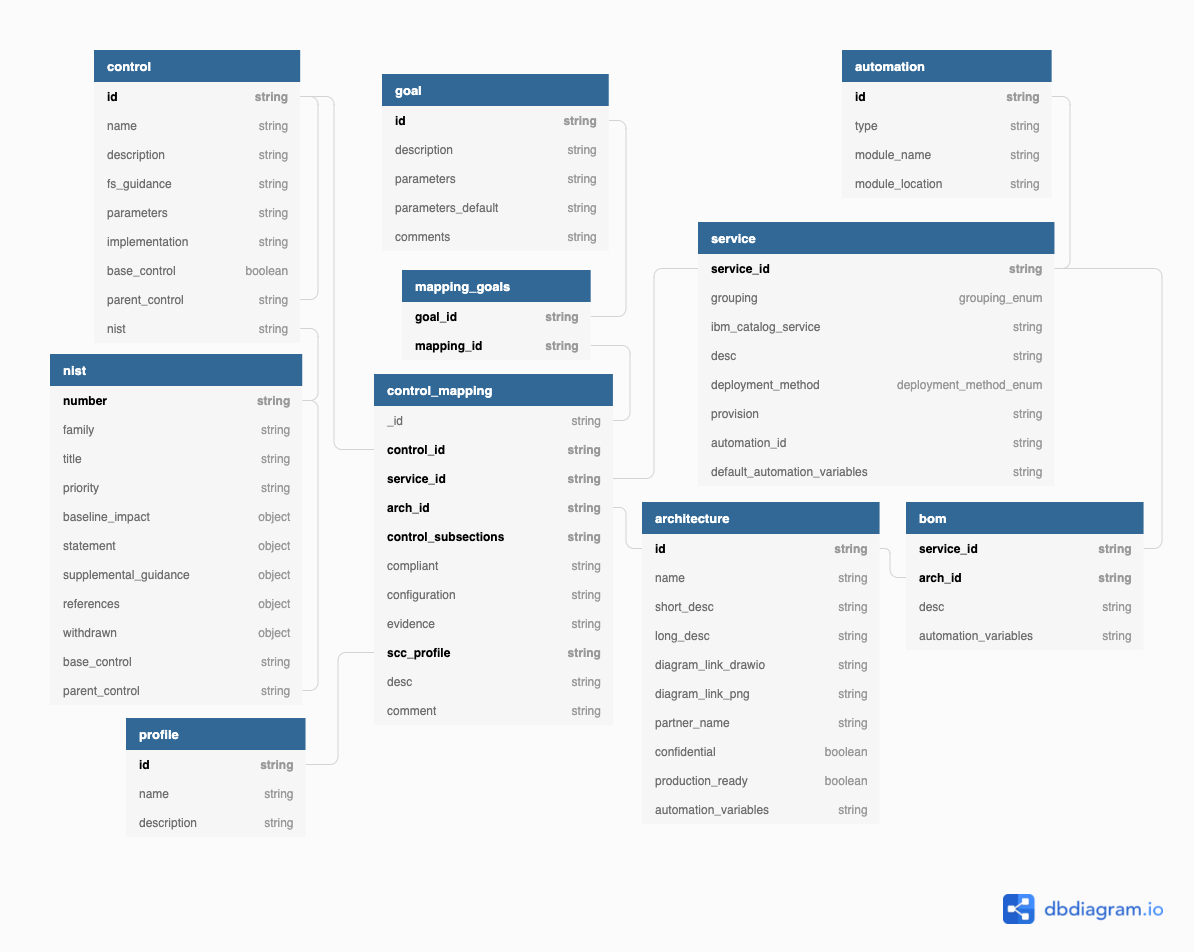 control
id string
name string
description string
fs_guidance string
parameters string
implementation string
base_control boolean
parent_control string
nist string
nist
number string
family string
title string
priority string
baseline_impact object
statement object
supplemental_guidance object
references object
withdrawn object
base_control string
parent_control string
profile
id string
name string
description string
goal
id string
description string
parameters string
parameters_default string
comments string
mapping_goals
goal_id string
mapping_id string
control_mapping
_id string
control_id string
service_id string
arch_id string
control_subsections string
compliant string
configuration string
evidence string
scc_profile string
desc string
comment string
automation
id string
type string
module_name string
module_location string
service
service_id string
grouping grouping_enum
ibm_catalog_service string
desc string
deployment_method deployment_method_enum
provision string
automation_id string
default_automation_variables string
architecture
id string
name string
short_desc string
long_desc string
diagram_link_drawio string
diagram_link_png string
partner_name string
confidential boolean
production_ready boolean
automation_variables string
bom
service_id string
arch_id string
desc string
automation_variables string
dbdiagram.io